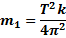 m₁ = T²k / 4π²